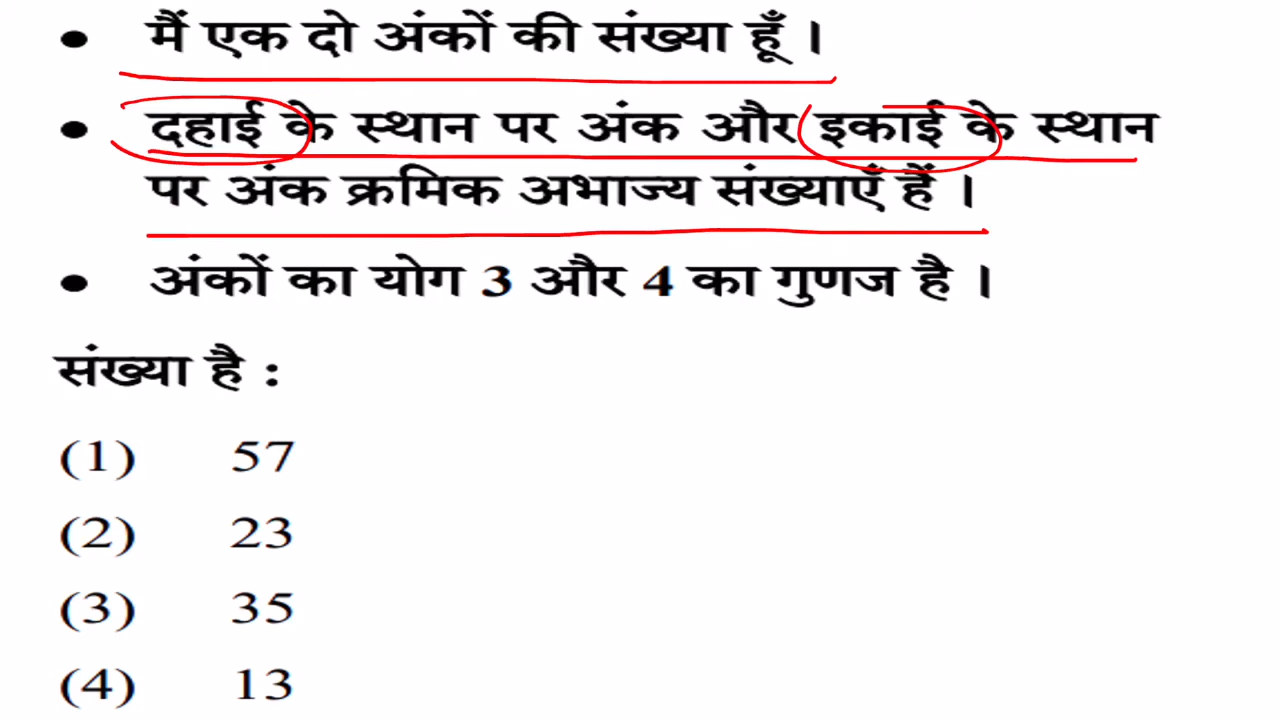 • मैं एक दो अंकों की संख्या हूँ ।
• दहाई के स्थान पर अंक और इकाई के स्थान
पर अंक क्रमिक अभाज्य संख्याएँ हैं ।
• अंकों का योग 3 और 4 का गुणज है ।
संख्या है :
(1) 57
(2) 23
(3) 35
(4) 13